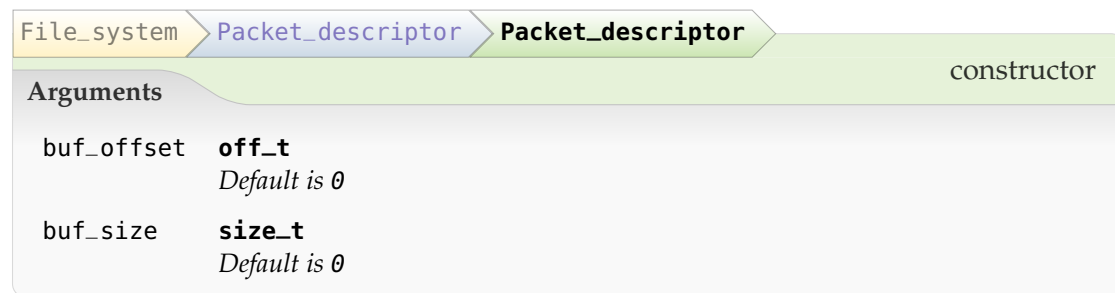 File_system Packet_descriptor Packet_descriptor
constructor
Arguments
buf_offset off_t
Default is 0
buf_size size_t
Default is 0